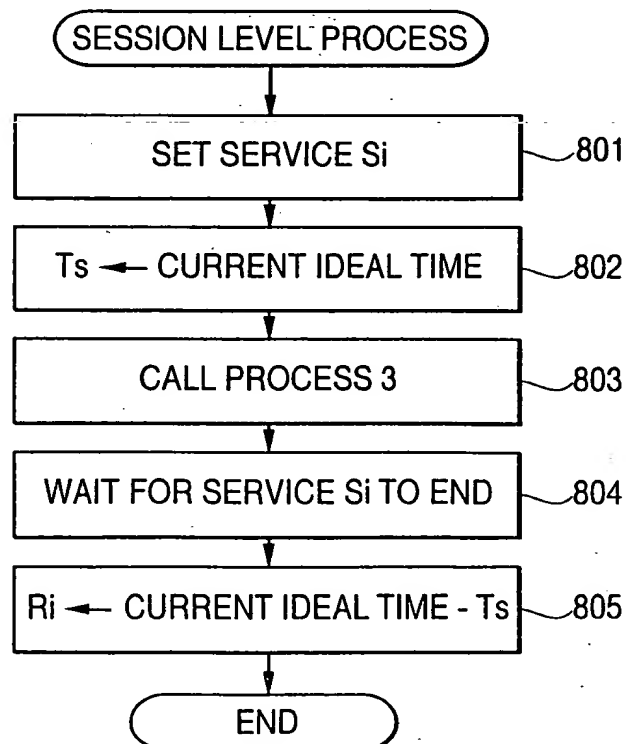 SESSION LEVEL PROCESS
SET SERVICE Si
801
Ts ← CURRENT IDEAL TIME
802
CALL PROCESS 3
803
WAIT FOR SERVICE Si TO END
804
Ri ← CURRENT IDEAL TIME - Ts
805
END